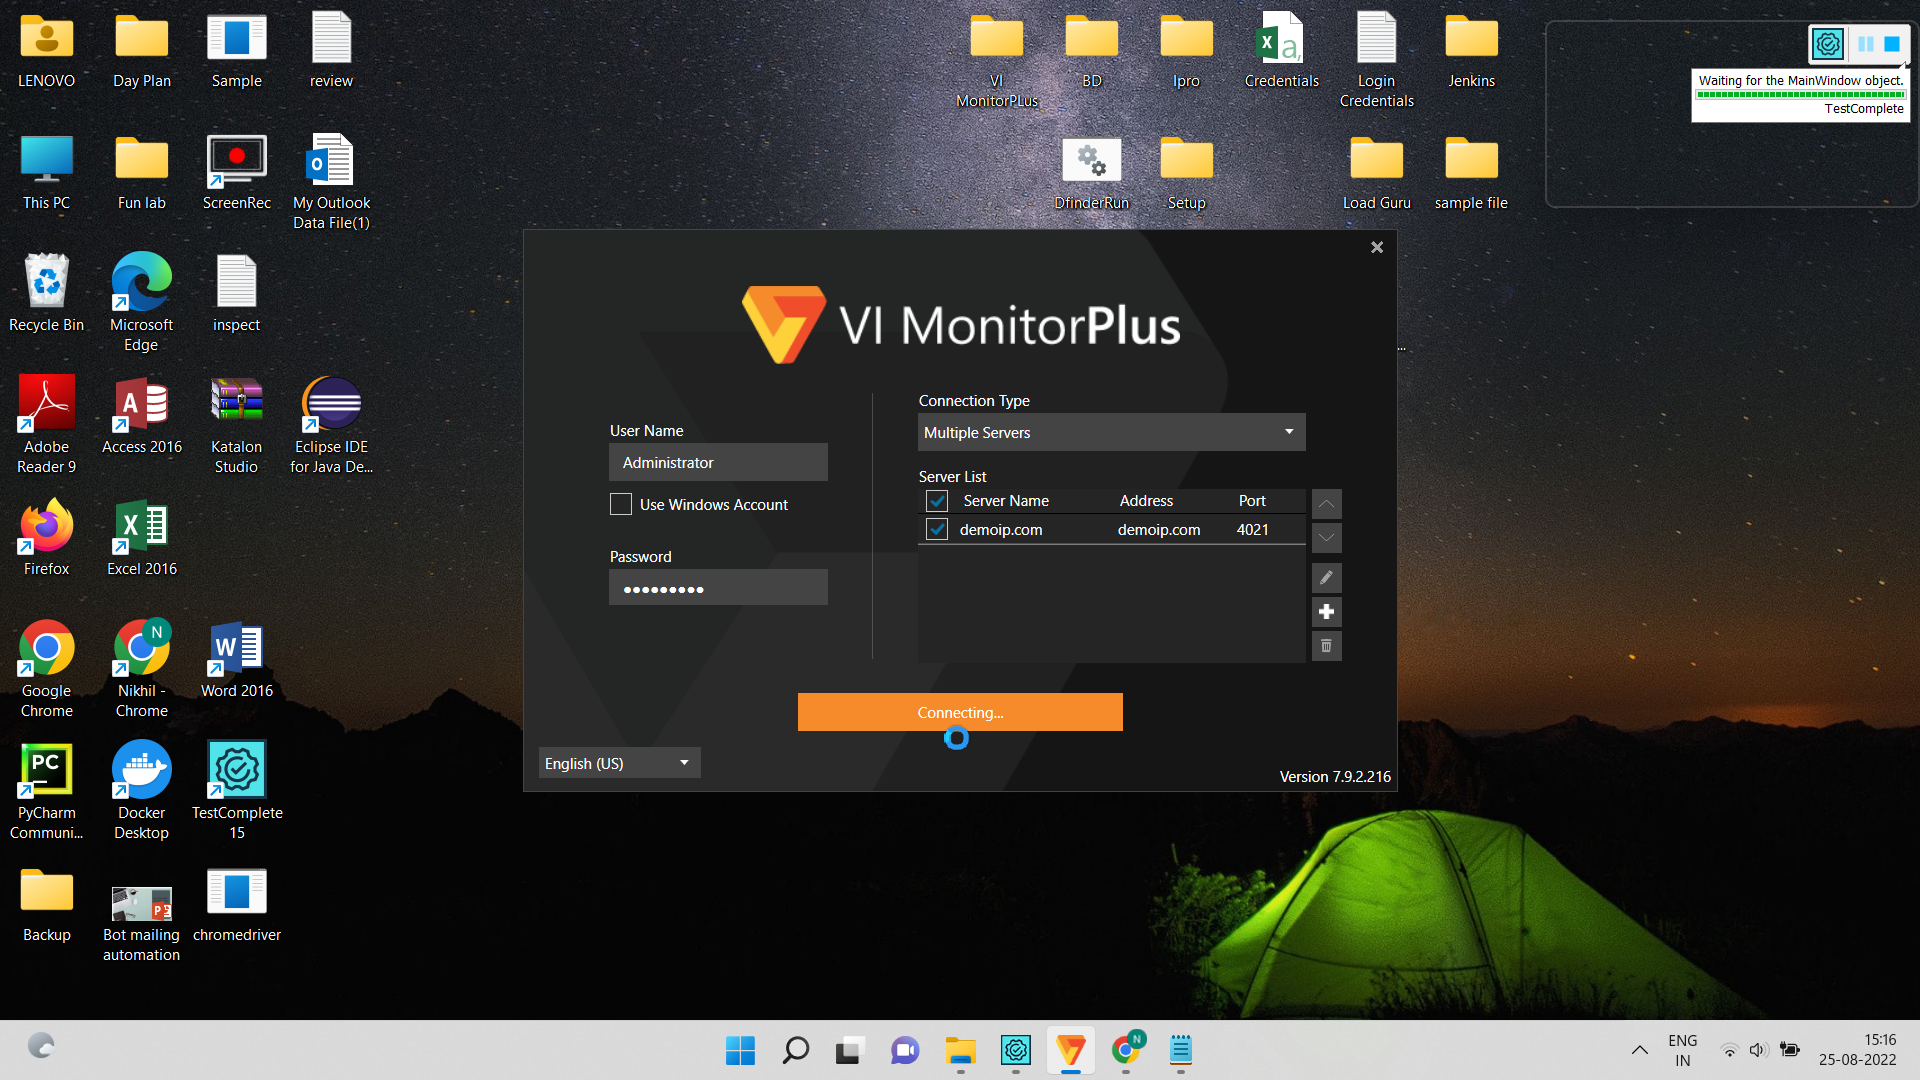 LENOVO
Day Plan
Sample
review
VI
MonitorPLus
BD
Ipro
Credentials
Login
Credentials
Jenkins
Waiting for the MainWindow object.
TestComplete
This PC
Fun lab
ScreenRec
My Outlook
Data File(1)
DfinderRun
Setup
Load Guru
sample file
Recycle Bin
Microsoft
Edge
inspect
Adobe
Reader 9
Access 2016
Katalon
Studio
Eclipse IDE
for Java De...
Firefox
Excel 2016
Google
Chrome
Nikhil -
Chrome
Word 2016
PyCharm
Communi...
Docker
Desktop
TestComplete
15
Backup
Bot mailing
automation
chromedriver
VI MonitorPlus
User Name
Administrator
Use Windows Account
Password
Connection Type
Multiple Servers
Server List
Server Name Address Port
demoip.com demoip.com 4021
Connecting...
English (US)
Version 7.9.2.216
...
N
PC
N
ENG
IN
15:16
25-08-2022